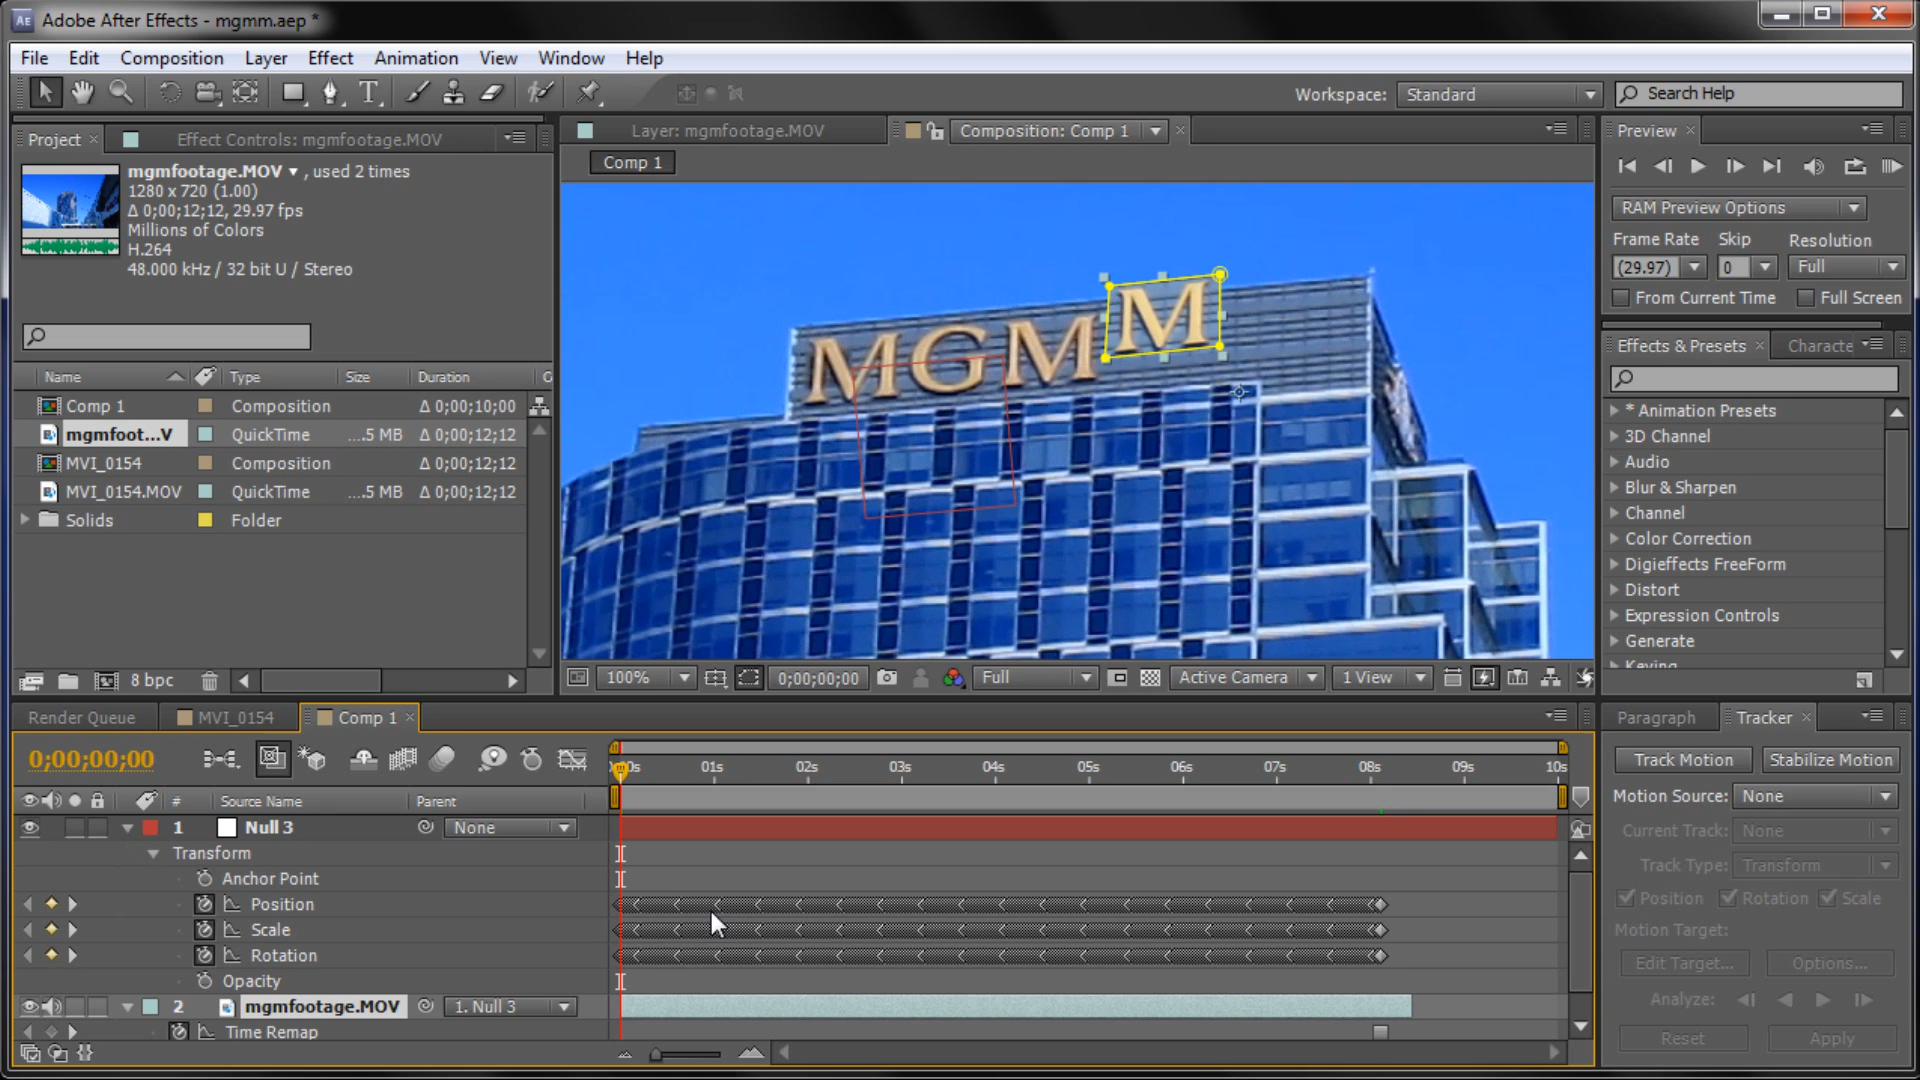 Adobe After Effects - mgmm.aep *
File Edit Composition Layer Effect Animation View Window Help
Workspace: Standard Search Help
Project Effect Controls: mgmfootage.MOV
mgmfootage.MOV , used 2 times
1280 x 720 (1.00)
Δ 0;00;12;12, 29.97 fps
Millions of Colors
H.264
48.000 kHz / 32 bit U / Stereo
Name Type Size Duration
Comp 1 Composition Δ 0;00;10;00
mgmfoot...V QuickTime ....5 MB Δ 0;00;12;12
MVI_0154 Composition Δ 0;00;12;12
MVI_0154.MOV QuickTime ....5 MB Δ 0;00;12;12
Solids Folder
8 bpc
Layer: mgmfootage.MOV Composition: Comp 1
Comp 1
MGMM
100% 0;00;00;00 Full Active Camera 1 View
Preview
RAM Preview Options
Frame Rate Skip Resolution
(29.97) 0 Full
From Current Time Full Screen
Effects & Presets Characte
* Animation Presets
3D Channel
Audio
Blur & Sharpen
Channel
Color Correction
Digieffects FreeForm
Distort
Expression Controls
Generate
Keying
Render Queue MVI_0154 Comp 1
0;00;00;00
01s 02s 03s 04s 05s 06s 07s 08s 09s 10s
# Source Name Parent
1 Null 3 None
Transform
Anchor Point
Position
Scale
Rotation
Opacity
2 mgmfootage.MOV 1. Null 3
Time Remap
Paragraph Tracker
Track Motion Stabilize Motion
Motion Source: None
Current Track: None
Track Type: Transform
Position Rotation Scale
Motion Target:
Edit Target... Options...
Analyze:
Reset Apply